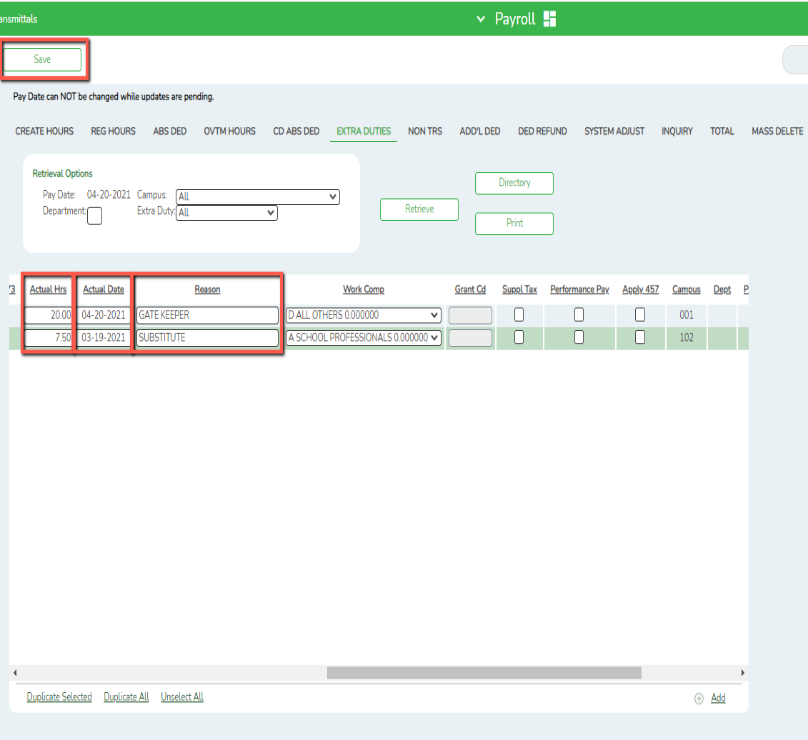 ansmittals
Payroll
Save
Pay Date can NOT be changed while updates are pending.
CREATE HOURS REG HOURS ABS DED OVTM HOURS CD ABS DED EXTRA DUTIES NON TRS ADD'L DED DED REFUND SYSTEM ADJUST INQUIRY TOTAL MASS DELETE
Retrieval Options
Pay Date: 04-20-2021 Campus: All
Department: Extra Duty: All
Retrieve
Directory
Print
73 Actual Hrs Actual Date Reason Work Comp Grant Cd Suppl Tax Performance Pay Apply 457 Campus Dept P
20.00 04-20-2021 GATE KEEPER D ALL OTHERS 0.000000 001
7.50 03-19-2021 SUBSTITUTE A SCHOOL PROFESSIONALS 0.000000 102
Duplicate Selected Duplicate All Unselect All Add